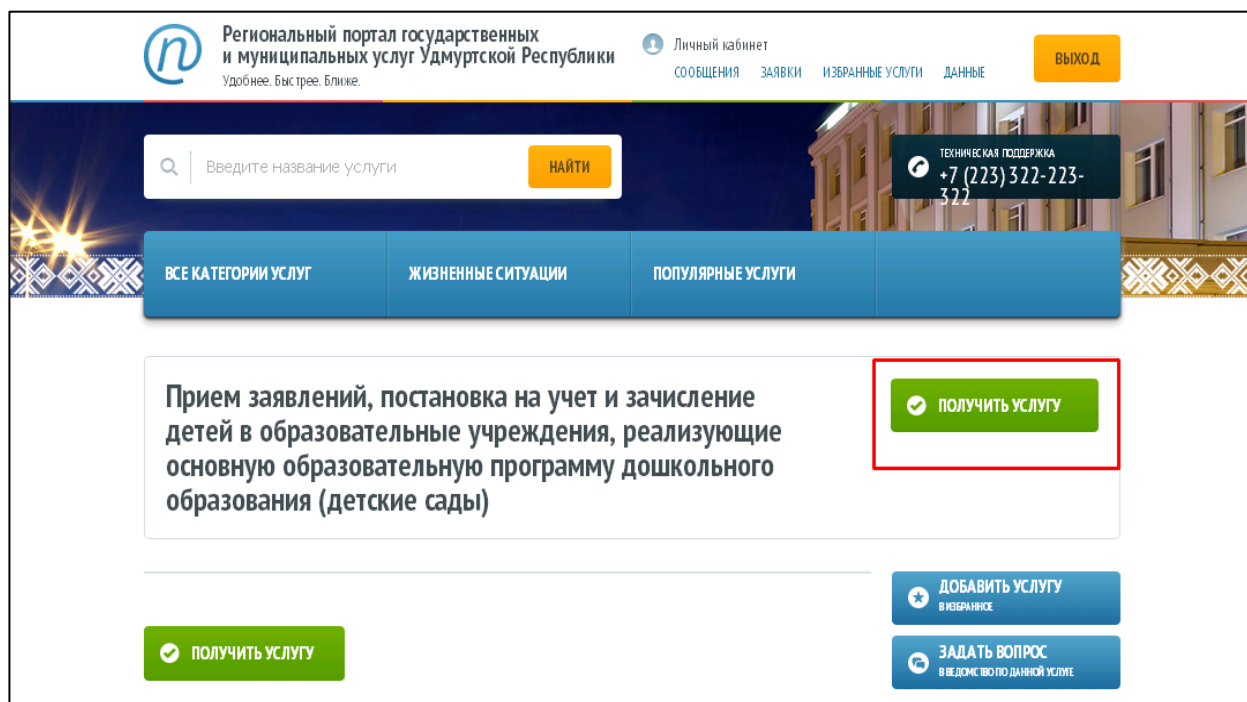 Региональный портал государственных
и муниципальных услуг Удмуртской Республики
Удобнее. Быстрее. Ближе.
Личный кабинет
СООБЩЕНИЯ ЗАЯВКИ ИЗБРАННЫЕ УСЛУГИ ДАННЫЕ
ВЫХОД
Введите название услуги
НАЙТИ
ТЕХНИЧЕСКАЯ ПОДДЕРЖКА
+7 (223) 322-223-
322
ВСЕ КАТЕГОРИИ УСЛУГ
ЖИЗНЕННЫЕ СИТУАЦИИ
ПОПУЛЯРНЫЕ УСЛУГИ
Прием заявлений, постановка на учет и зачисление
детей в образовательные учреждения, реализующие
основную образовательную программу дошкольного
образования (детские сады)
ПОЛУЧИТЬ УСЛУГУ
ДОБАВИТЬ УСЛУГУ
В ИЗБРАННОЕ
ПОЛУЧИТЬ УСЛУГУ
ЗАДАТЬ ВОПРОС
В ВЕДОМСТВО ПО ДАННОЙ УСЛУГЕ